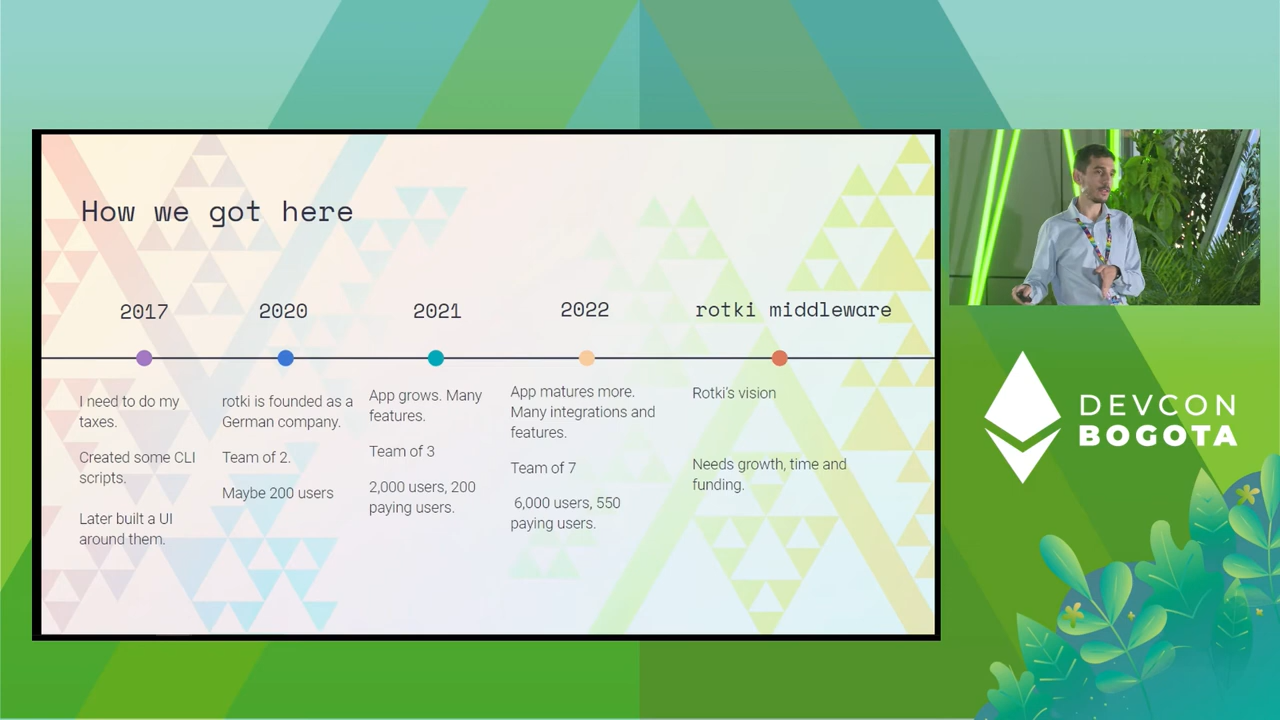 How we got here
2017
I need to do my
taxes.
Created some CLI
scripts.
Later built a UI
around them.
2020
rotki is founded as a
German company.
Team of 2.
Maybe 200 users
2021
App grows. Many
features.
Team of 3
2,000 users, 200
paying users.
2022
App matures more.
Many integrations and
features.
Team of 7
6,000 users, 550
paying users.
rotki middleware
Rotki's vision
Needs growth, time and
funding.
DEVCON
BOGOTA